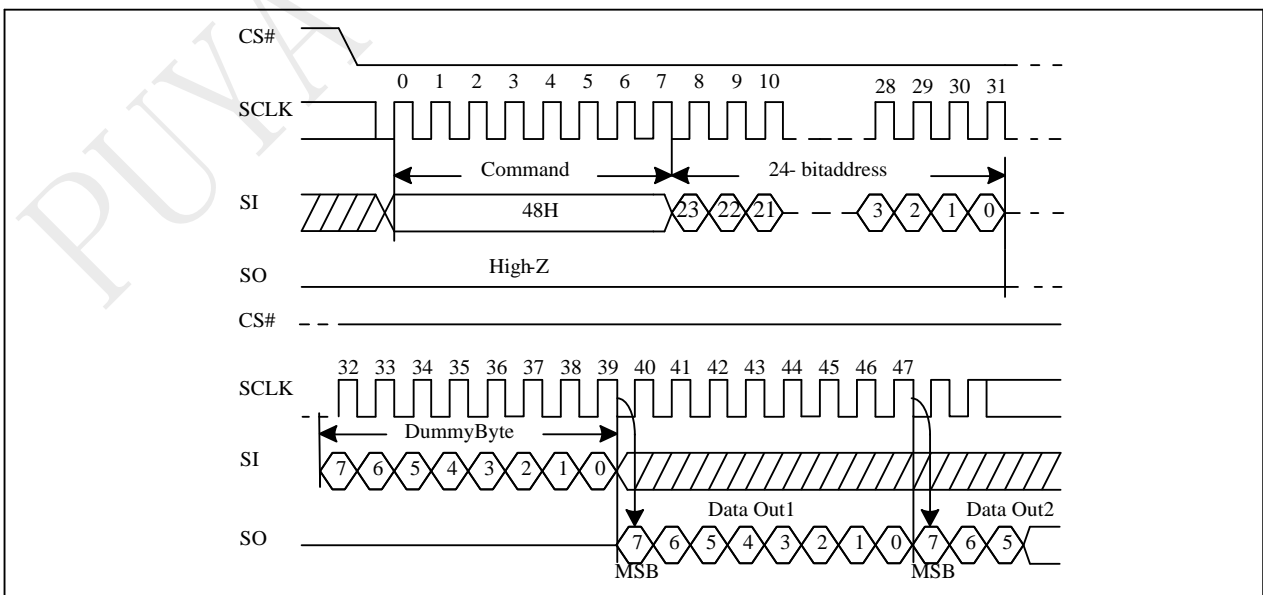 PUYA
CS#
0 1 2 3 4 5 6 7 8 9 10 28 29 30 31
SCLK
Command 24- bitaddress
SI 48H 23 22 21 3 2 1 0
SO High-Z
CS#
32 33 34 35 36 37 38 39 40 41 42 43 44 45 46 47
SCLK
DummyByte
SI 7 6 5 4 3 2 1 0
Data Out1 Data Out2
SO 7 6 5 4 3 2 1 0 7 6 5
MSB MSB